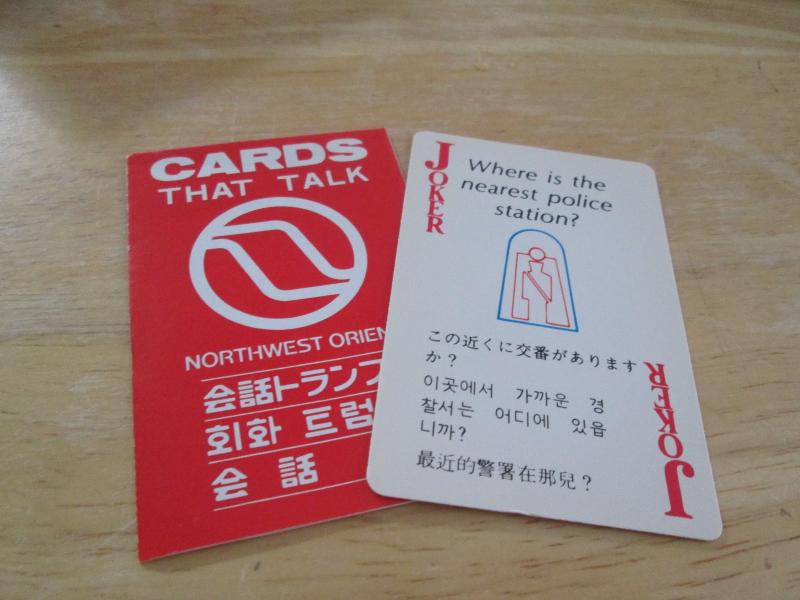 CARDS
THAT TALK
NORTHWEST ORIEN
会話トランプ
회화 트럼
会 話
JOKER
Where is the
nearest police
station?
この近くに交番があります
か?
이곳에서 가까운 경
찰서는 어디에 있읍
니까?
最近的警署在那兒?
JOKER